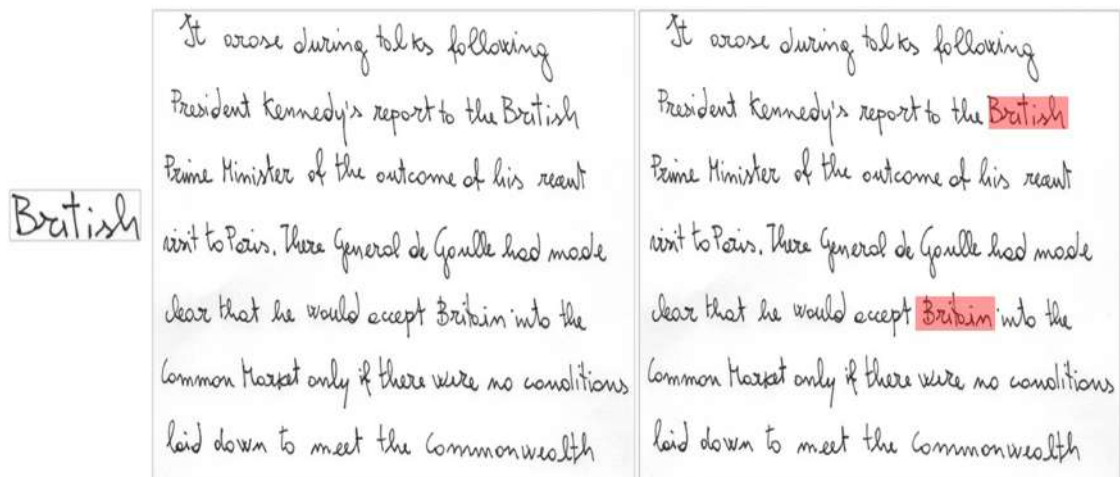 British
It arose during talks following
President Kennedy's report to the British
Prime Minister of the outcome of his recent
visit to Paris. There General de Gaulle had made
clear that he would accept Britain into the
Common Market only if there were no conditions
laid down to meet the Commonwealth
It arose during talks following
President Kennedy's report to the British
Prime Minister of the outcome of his recent
visit to Paris. There General de Gaulle had made
clear that he would accept Britain into the
Common Market only if there were no conditions
laid down to meet the Commonwealth